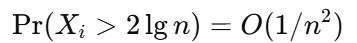 Pr(X_i > 2 lg n) = O(1/n^2)